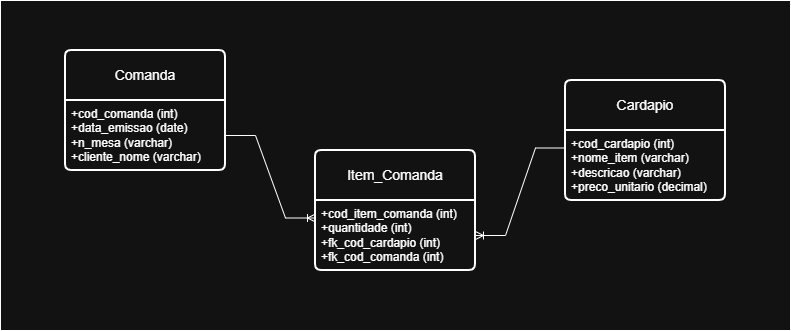 Comanda
+cod_comanda (int)
+data_emissao (date)
+n_mesa (varchar)
+cliente_nome (varchar)
Item_Comanda
+cod_item_comanda (int)
+quantidade (int)
+fk_cod_cardapio (int)
+fk_cod_comanda (int)
Cardapio
+cod_cardapio (int)
+nome_item (varchar)
+descricao (varchar)
+preco_unitario (decimal)